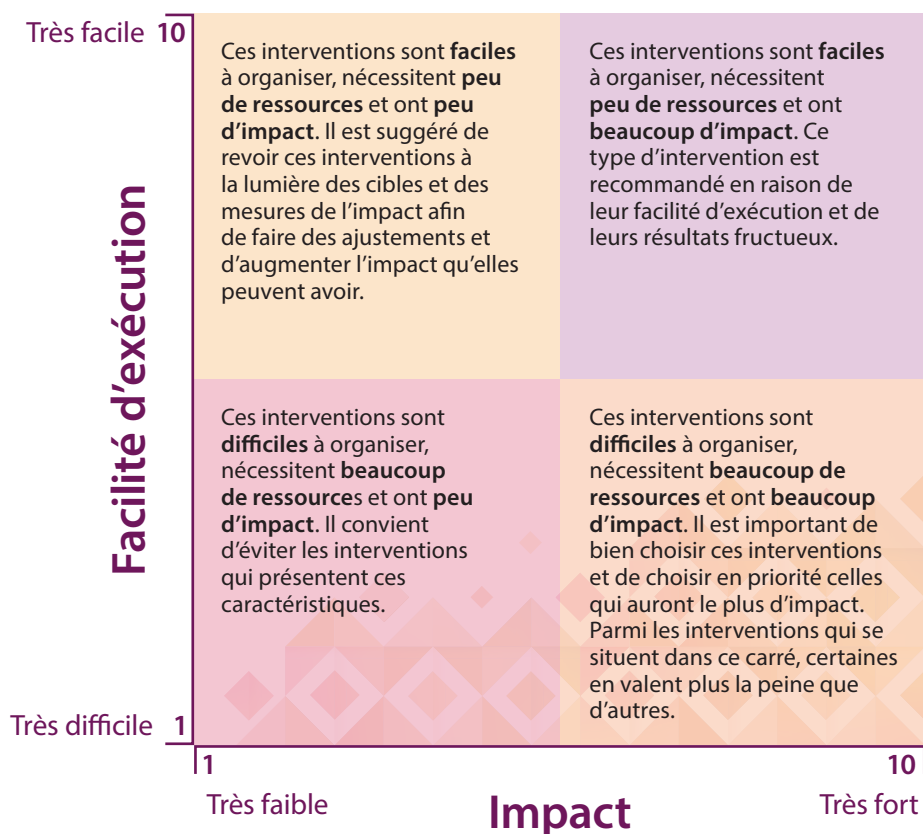 Très facile 10
Facilité d'exécution
Ces interventions sont faciles
à organiser, nécessitent peu
de ressources et ont peu
d'impact. Il est suggéré de
revoir ces interventions à
la lumière des cibles et des
mesures de l'impact afin
de faire des ajustements et
d'augmenter l'impact qu'elles
peuvent avoir.
Ces interventions sont faciles
à organiser, nécessitent
peu de ressources et ont
beaucoup d'impact. Ce
type d'intervention est
recommandé en raison de
leur facilité d'exécution et de
leurs résultats fructueux.
Ces interventions sont
difficiles à organiser,
nécessitent beaucoup
de ressources et ont peu
d'impact. Il convient
d'éviter les interventions
qui présentent ces
caractéristiques.
Ces interventions sont
difficiles à organiser,
nécessitent beaucoup de
ressources et ont beaucoup
d'impact. Il est important de
bien choisir ces interventions
et de choisir en priorité celles
qui auront le plus d'impact.
Parmi les interventions qui se
situent dans ce carré, certaines
en valent plus la peine que
d'autres.
Très difficile 1
1 10
Très faible Impact Très fort